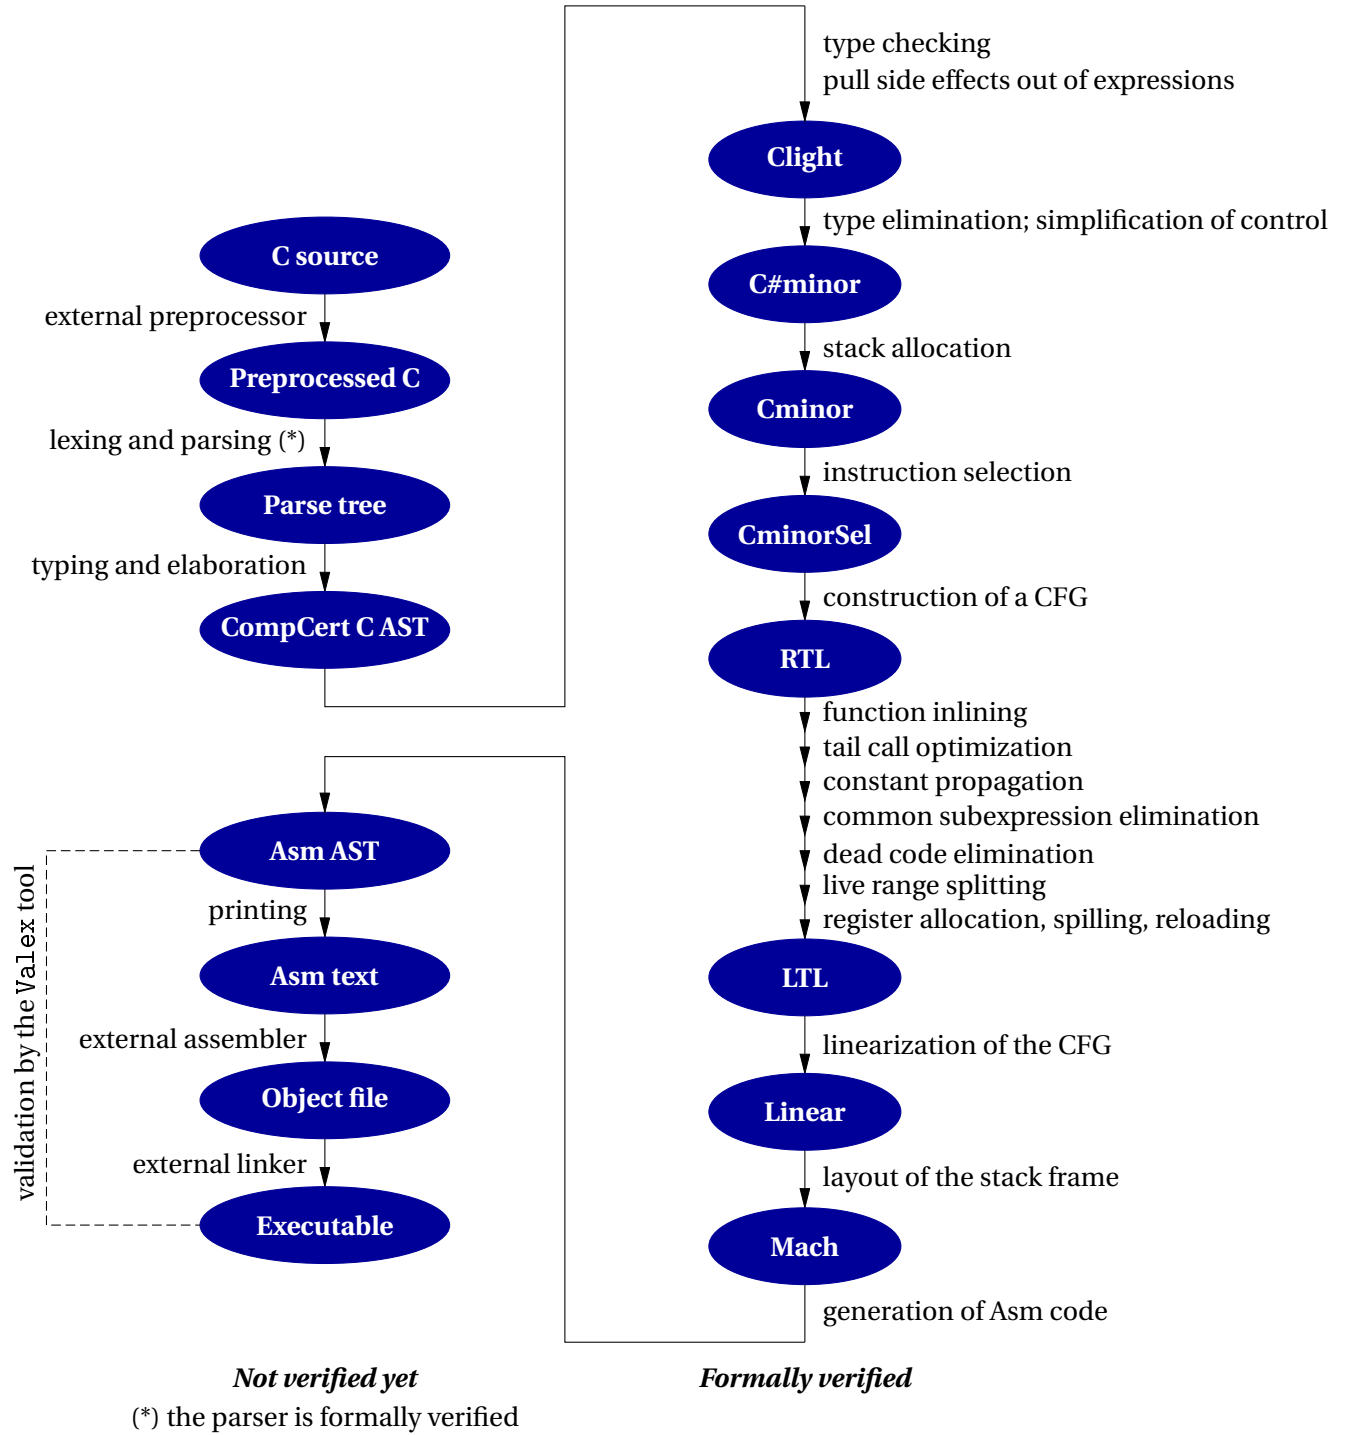 C source
external preprocessor
Preprocessed C
lexing and parsing (*)
Parse tree
typing and elaboration
CompCert C AST
type checking
pull side effects out of expressions
Clight
type elimination; simplification of control
C#minor
stack allocation
Cminor
instruction selection
CminorSel
construction of a CFG
RTL
function inlining
tail call optimization
constant propagation
common subexpression elimination
dead code elimination
live range splitting
register allocation, spilling, reloading
LTL
linearization of the CFG
Linear
layout of the stack frame
Mach
generation of Asm code
Asm AST
printing
Asm text
external assembler
Object file
external linker
Executable
validation by the Valex tool
Not verified yet
(*) the parser is formally verified
Formally verified